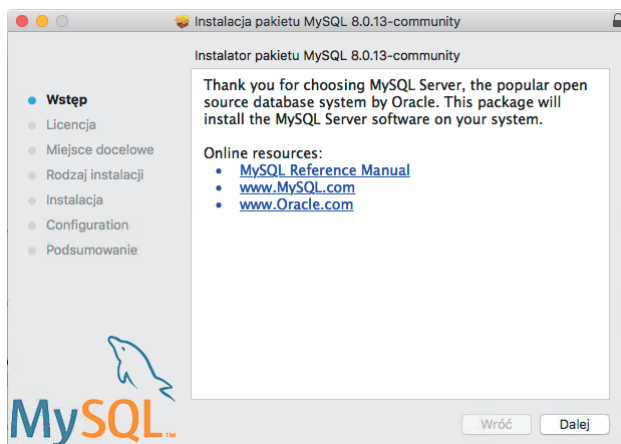 Instalacja pakietu MySQL 8.0.13-community
Instalator pakietu MySQL 8.0.13-community
Wstęp
Licencja
Miejsce docelowe
Rodzaj instalacji
Instalacja
Configuration
Podsumowanie
Thank you for choosing MySQL Server, the popular open
source database system by Oracle. This package will
install the MySQL Server software on your system.
Online resources:
• MySQL Reference Manual
• www.MySQL.com
• www.Oracle.com
MySQL™
Wróć
Dalej